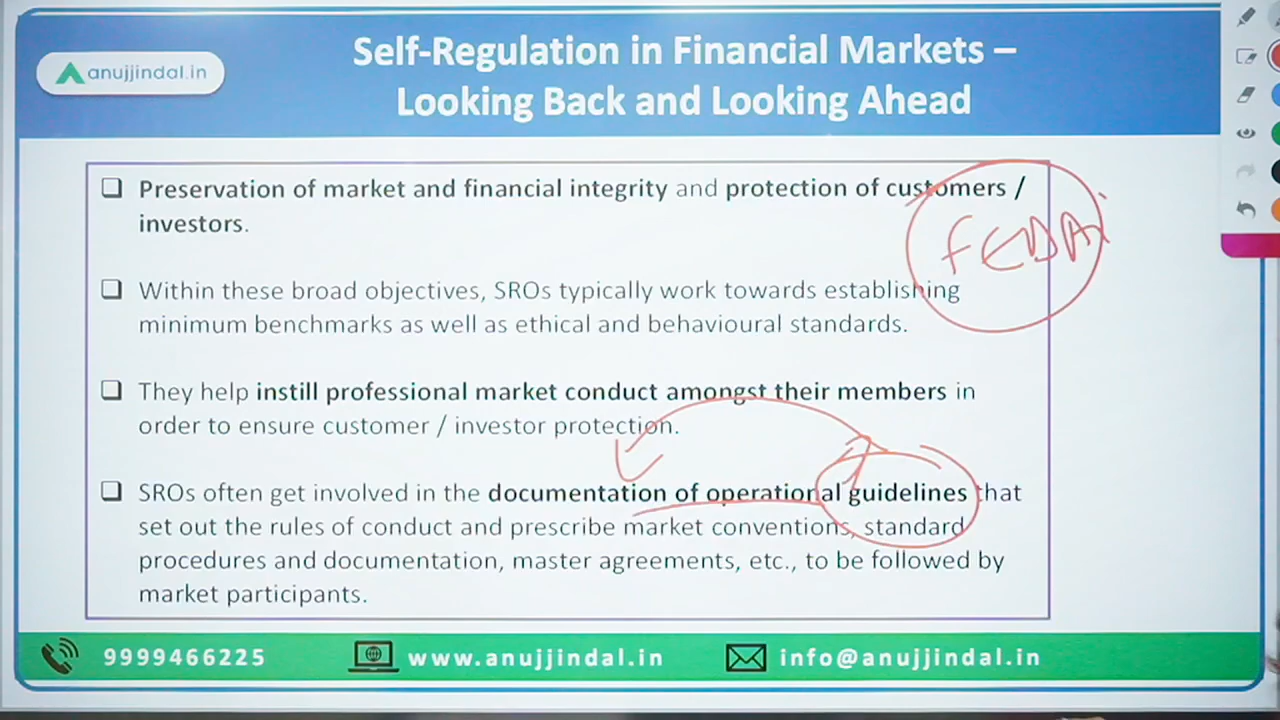 anujjindal.in
Self-Regulation in Financial Markets –
Looking Back and Looking Ahead
❑ Preservation of market and financial integrity and protection of customers /
investors.
FEDAI
❑ Within these broad objectives, SROs typically work towards establishing
minimum benchmarks as well as ethical and behavioural standards.
❑ They help instill professional market conduct amongst their members in
order to ensure customer / investor protection.
❑ SROs often get involved in the documentation of operational guidelines that
set out the rules of conduct and prescribe market conventions, standard
procedures and documentation, master agreements, etc., to be followed by
market participants.
9999466225 www.anujjindal.in info@anujjindal.in